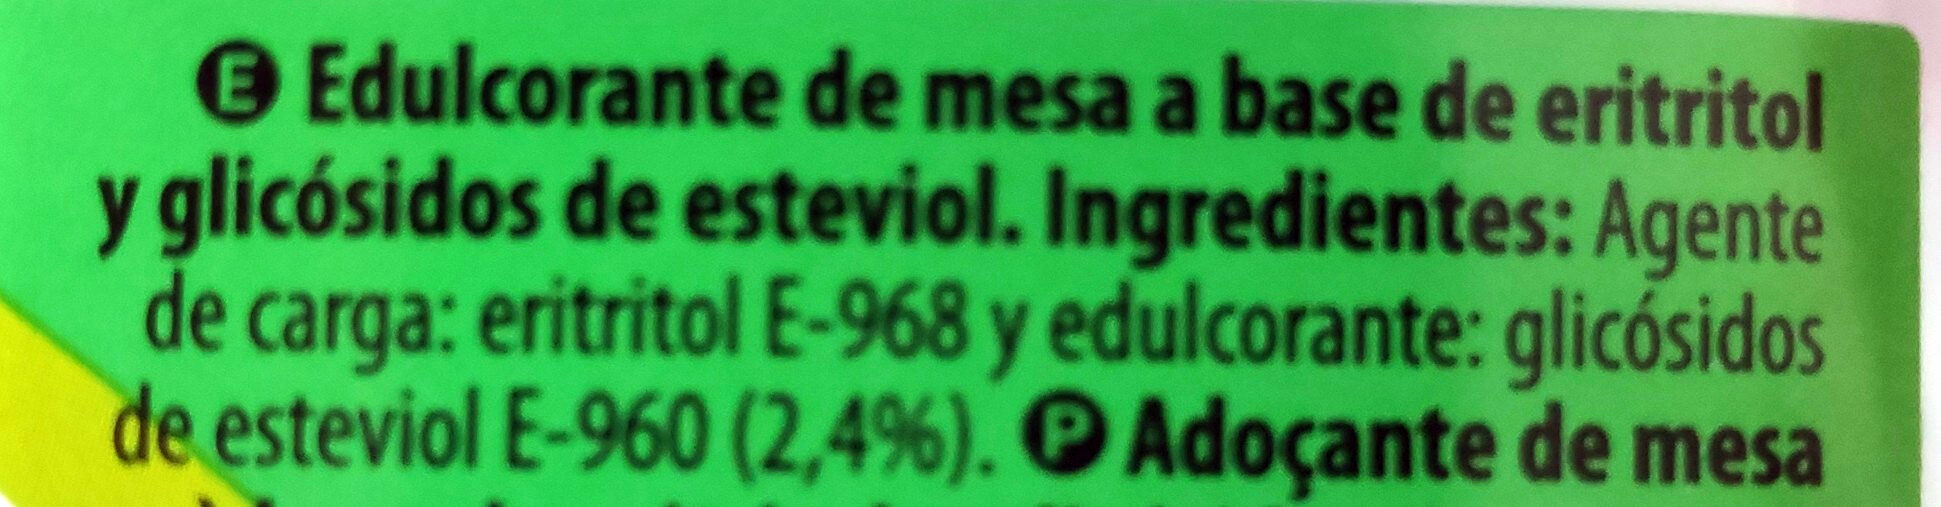 E Edulcorante de mesa a base de eritritol
y glicósidos de esteviol. Ingredientes: Agente
de carga: eritritol E-968 y edulcorante: glicósidos
de esteviol E-960 (2,4%). P Adoçante de mesa